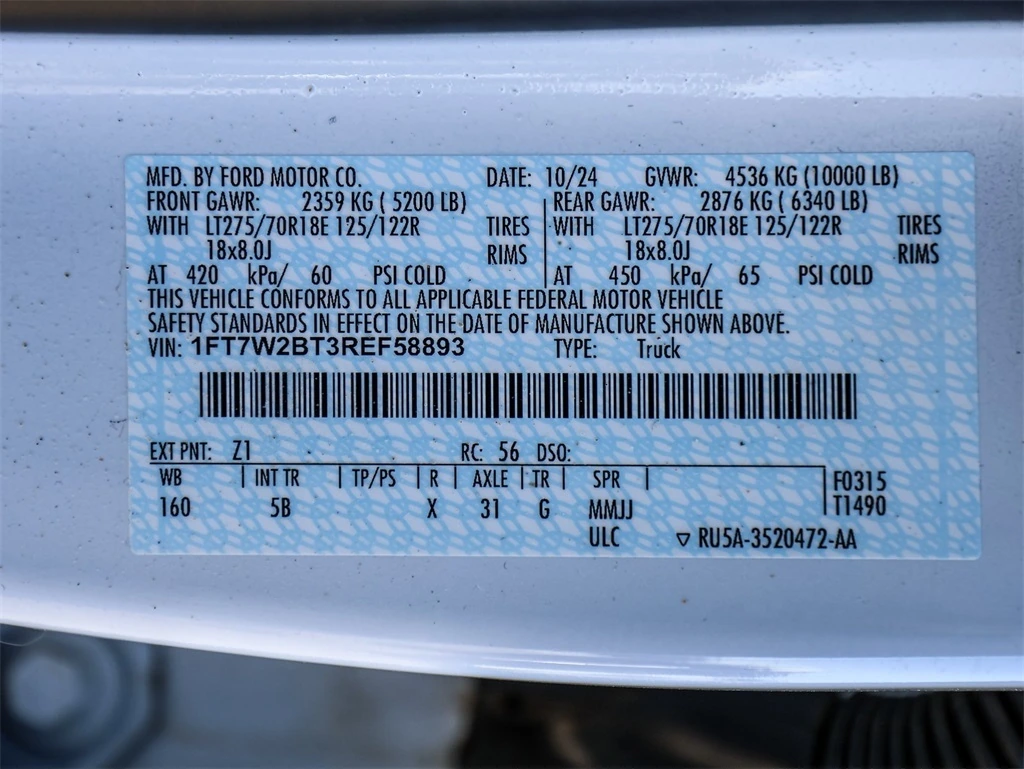 MFD. BY FORD MOTOR CO. DATE: 10/24 GVWR: 4536 KG (10000 LB)
FRONT GAWR: 2359 KG ( 5200 LB) REAR GAWR: 2876 KG ( 6340 LB)
WITH LT275/70R18E 125/122R TIRES WITH LT275/70R18E 125/122R TIRES
18x8.0J RIMS 18x8.0J RIMS
AT 420 kPa/ 60 PSI COLD AT 450 kPa/ 65 PSI COLD
THIS VEHICLE CONFORMS TO ALL APPLICABLE FEDERAL MOTOR VEHICLE
SAFETY STANDARDS IN EFFECT ON THE DATE OF MANUFACTURE SHOWN ABOVE.
VIN: 1FT7W2BT3REF58893 TYPE: Truck
EXT PNT: Z1 RC: 56 DSO:
WB INT TR TP/PS R AXLE TR SPR F0315
160 5B X 31 G MMJJ T1490
ULC ▽ RU5A-3520472-AA